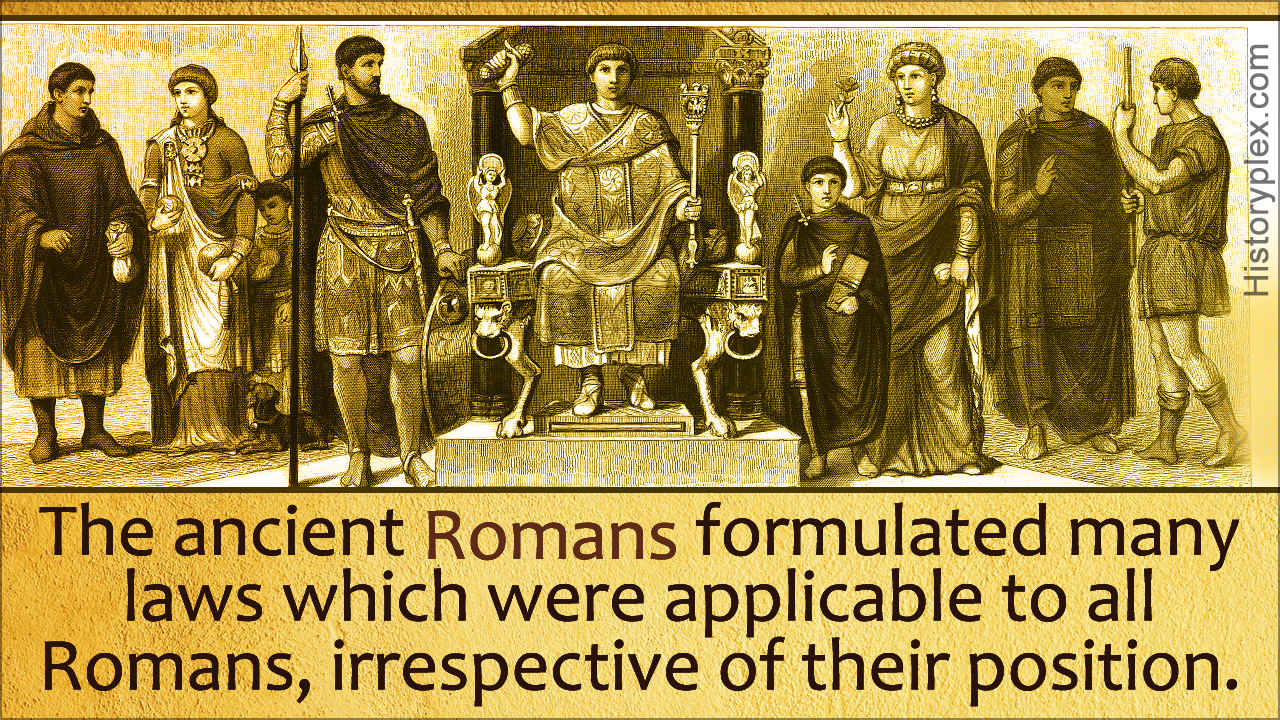 Historyplex.com
The ancient Romans formulated many
laws which were applicable to all
Romans, irrespective of their position.